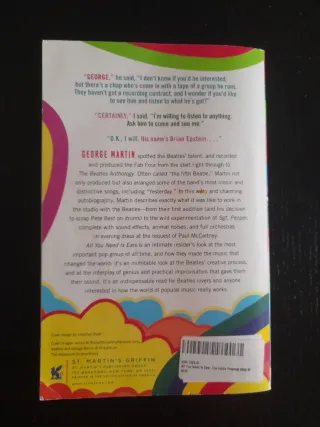 "GEORGE," he said, "I don't know if you'd be interested,
but there's a chap who's come in with a tape of a group he runs.
They haven't got a recording contract, and I wonder if you'd like
to see him and listen to what he's got?"
"CERTAINLY," I said. "I'm willing to listen to anything.
Ask him to come and see me."
"O.K., I will. His name's Brian Epstein . . ."
GEORGE MARTIN spotted the Beatles' talent, and recorded
and produced the Fab Four from the start right through to
The Beatles Anthology. Often called "the fifth Beatle," Martin not
only produced but also arranged some of the band's most iconic and
distinctive songs, including "Yesterday." In this witty and charming
autobiography, Martin describes exactly what it was like to work in
the studio with the Beatles—from their first audition (and his decision
to scrap Pete Best on drums) to the wild experimentation of Sgt. Pepper,
complete with sound effects, animal noises, and full orchestras
in evening dress at the request of Paul McCartney.
All You Need Is Ears is an intimate insider's look at the most
important pop group of all time, and how they made the music that
changed the world. It's an inimitable look at the Beatles' creative process,
and at the interplay of genius and practical improvisation that gave them
their sound. It's an indispensable read for Beatles lovers and anyone
interested in how the world of popular music really works.
ST. MARTIN'S GRIFFIN